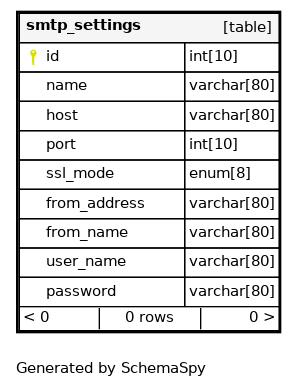 smtp_settings [table]
id int[10]
name varchar[80]
host varchar[80]
port int[10]
ssl_mode enum[8]
from_address varchar[80]
from_name varchar[80]
user_name varchar[80]
password varchar[80]
< 0 0 rows 0 >
Generated by SchemaSpy